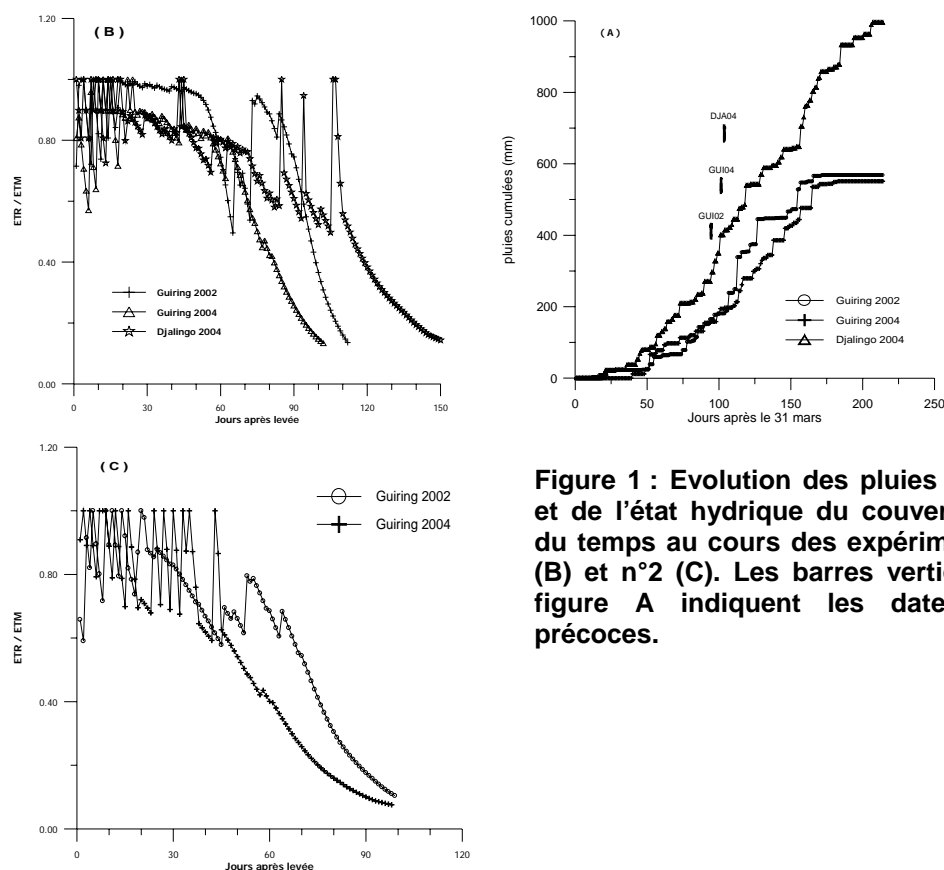 1.20
( B )
0.80
0.40
0.00
ETR / ETM
Guiring 2002
Guiring 2004
Djalingo 2004
0 30 60 90 120 150
Jours après levée
1000
(A)
800
600
400
200
0
pluies cumulées (mm)
DJA04
GUI04
GUI02
Guiring 2002
Guiring 2004
Djalingo 2004
0 50 100 150 200 250
Jours après le 31 mars
1.20
( C )
0.80
0.40
0.00
ETR / ETM
Guiring 2002
Guiring 2004
0 30 60 90 120
Jours après levée
Figure 1 : Evolution des pluies
et de l'état hydrique du couver
du temps au cours des expérim
(B) et n°2 (C). Les barres verti
figure A indiquent les date
précoces.